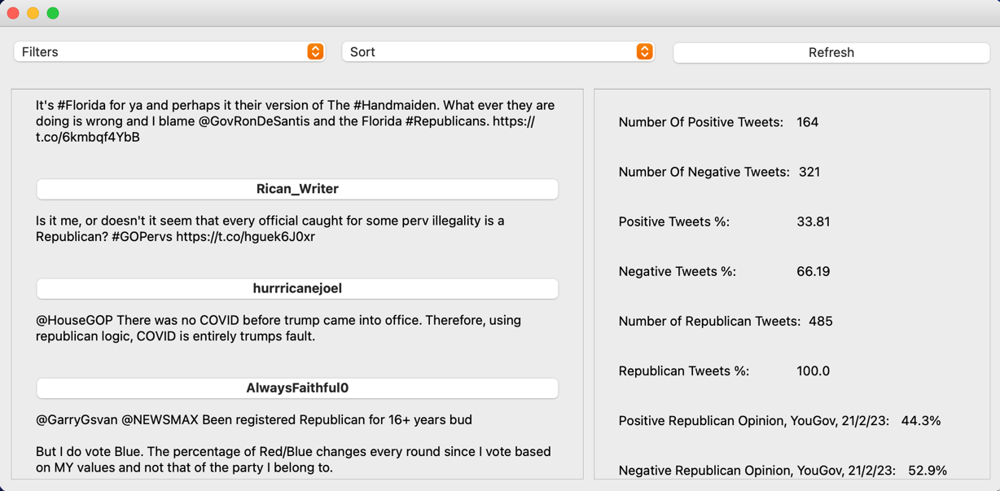 Filters
Sort
Refresh
It's #Florida for ya and perhaps it their version of The #Handmaiden. What ever they are
doing is wrong and I blame @GovRonDeSantis and the Florida #Republicans. https://
t.co/6kmbqf4YbB
Rican_Writer
Is it me, or doesn't it seem that every official caught for some perv illegality is a
Republican? #GOPervs https://t.co/hguek6J0xr
hurrricanejoel
@HouseGOP There was no COVID before trump came into office. Therefore, using
republican logic, COVID is entirely trumps fault.
AlwaysFaithful0
@GarryGsvan @NEWSMAX Been registered Republican for 16+ years bud
But I do vote Blue. The percentage of Red/Blue changes every round since I vote based
on MY values and not that of the party I belong to.
Number Of Positive Tweets: 164
Number Of Negative Tweets: 321
Positive Tweets %: 33.81
Negative Tweets %: 66.19
Number of Republican Tweets: 485
Republican Tweets %: 100.0
Positive Republican Opinion, YouGov, 21/2/23: 44.3%
Negative Republican Opinion, YouGov, 21/2/23: 52.9%